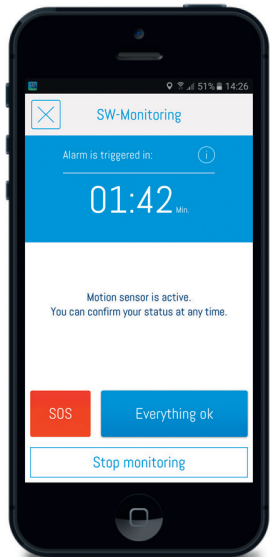 51% 14:26
SW-Monitoring
Alarm is triggered in:
i
01:42 Min.
Motion sensor is active.
You can confirm your status at any time.
SOS
Everything ok
Stop monitoring